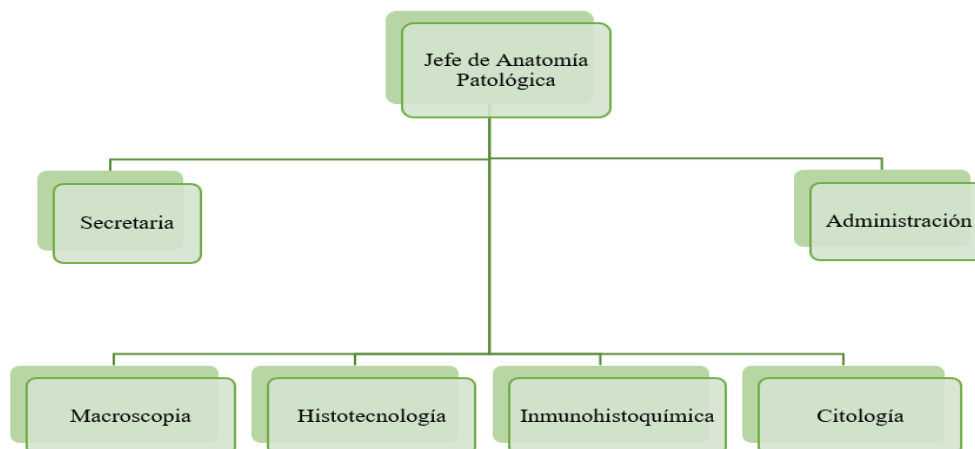 Jefe de Anatomía
Patológica
Secretaria
Administración
Macroscopia
Histotecnología
Inmunohistoquímica
Citología